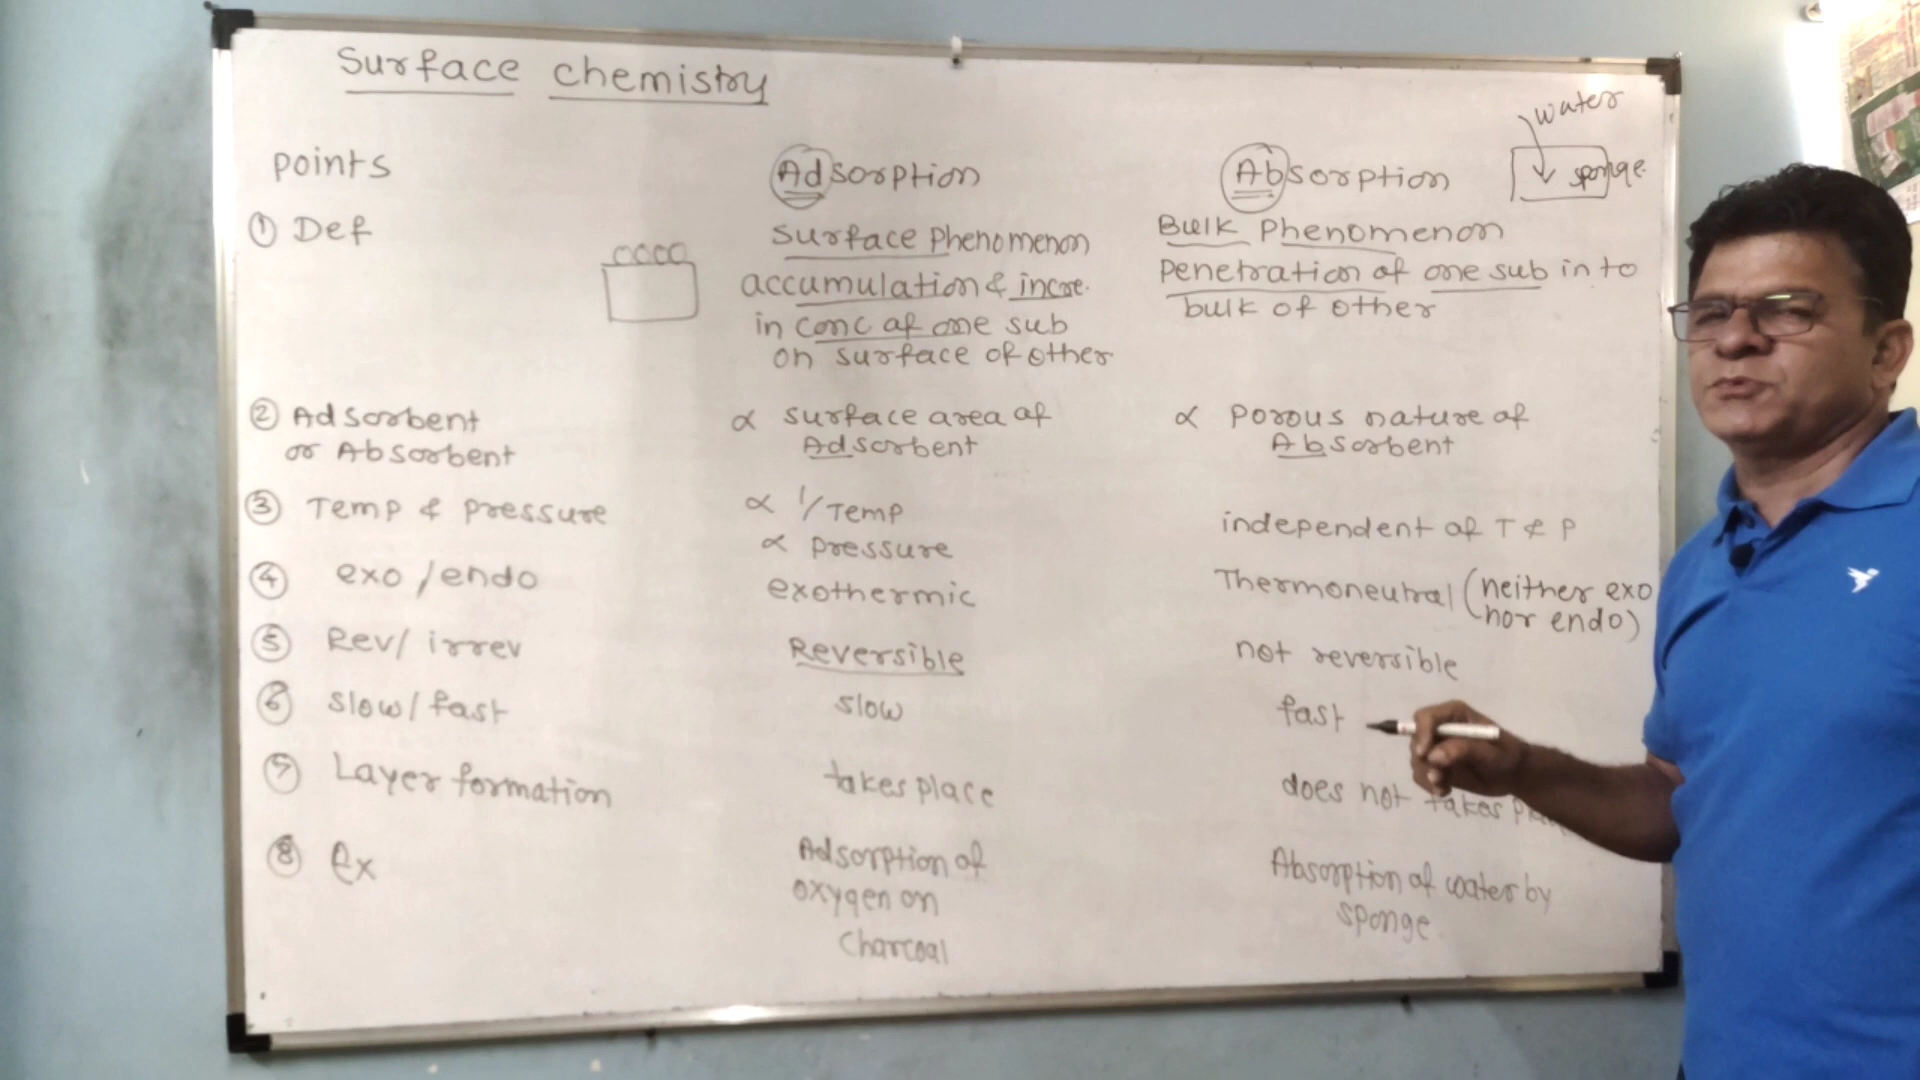 Surface chemistry
water
sponge
points Adsorption Absorption
① Def
Surface Phenomenon
accumulation & incre.
in conc of one sub
on surface of other
Bulk Phenomenon
Penetration of one sub in to
bulk of other
② Adsorbent
or Absorbent
∝ surface area of
Adsorbent
∝ Porous nature of
Absorbent
③ Temp & pressure
∝ 1/Temp
∝ pressure
independent of T & P
④ exo/endo
exothermic
Thermoneutral (neither exo
nor endo)
⑤ Rev/irrev Reversible not reversible
⑥ slow/fast slow fast
⑦ Layer formation takes place does not takes
⑧ Ex
Adsorption of
oxygen on
charcoal
Absorption of water by
sponge